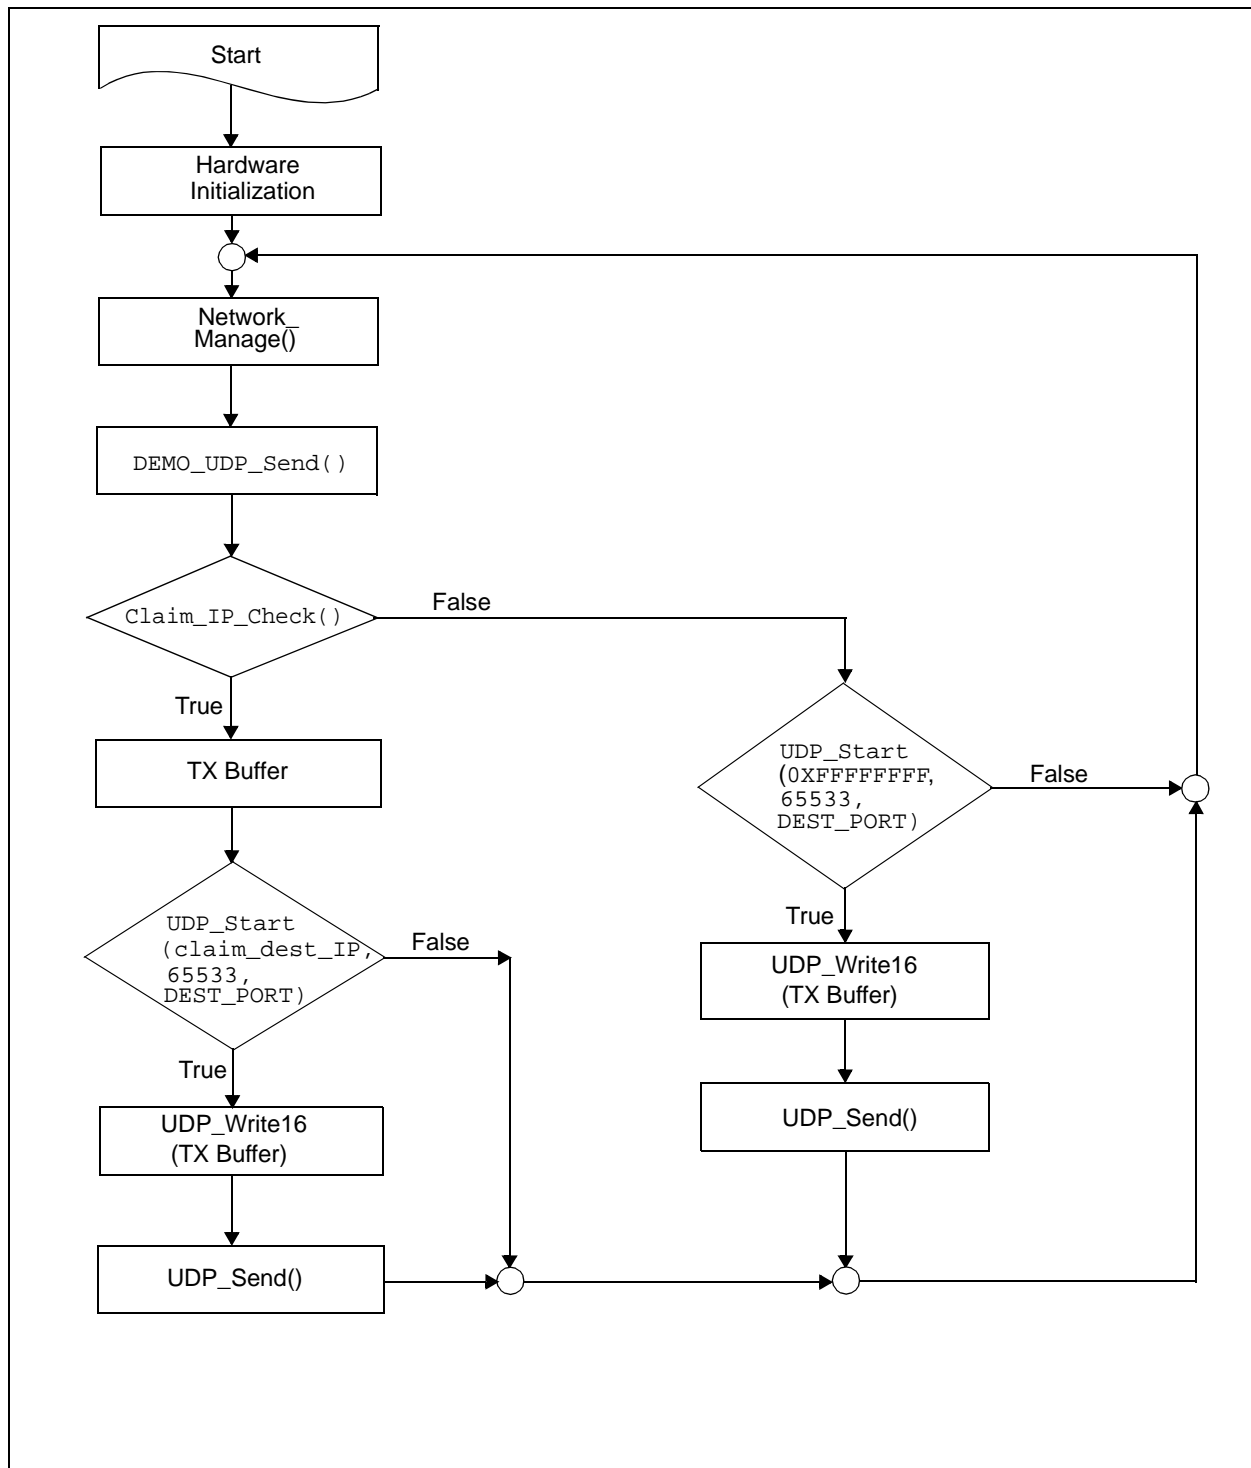 Start
Hardware
Initialization
Network_
Manage()
DEMO_UDP_Send()
Claim_IP_Check()
False
True
TX Buffer
UDP_Start
(0XFFFFFFFF,
65533,
DEST_PORT)
False
UDP_Start
(claim_dest_IP,
65533,
DEST_PORT)
False
True
UDP_Write16
(TX Buffer)
True
UDP_Write16
(TX Buffer)
UDP_Send()
UDP_Send()